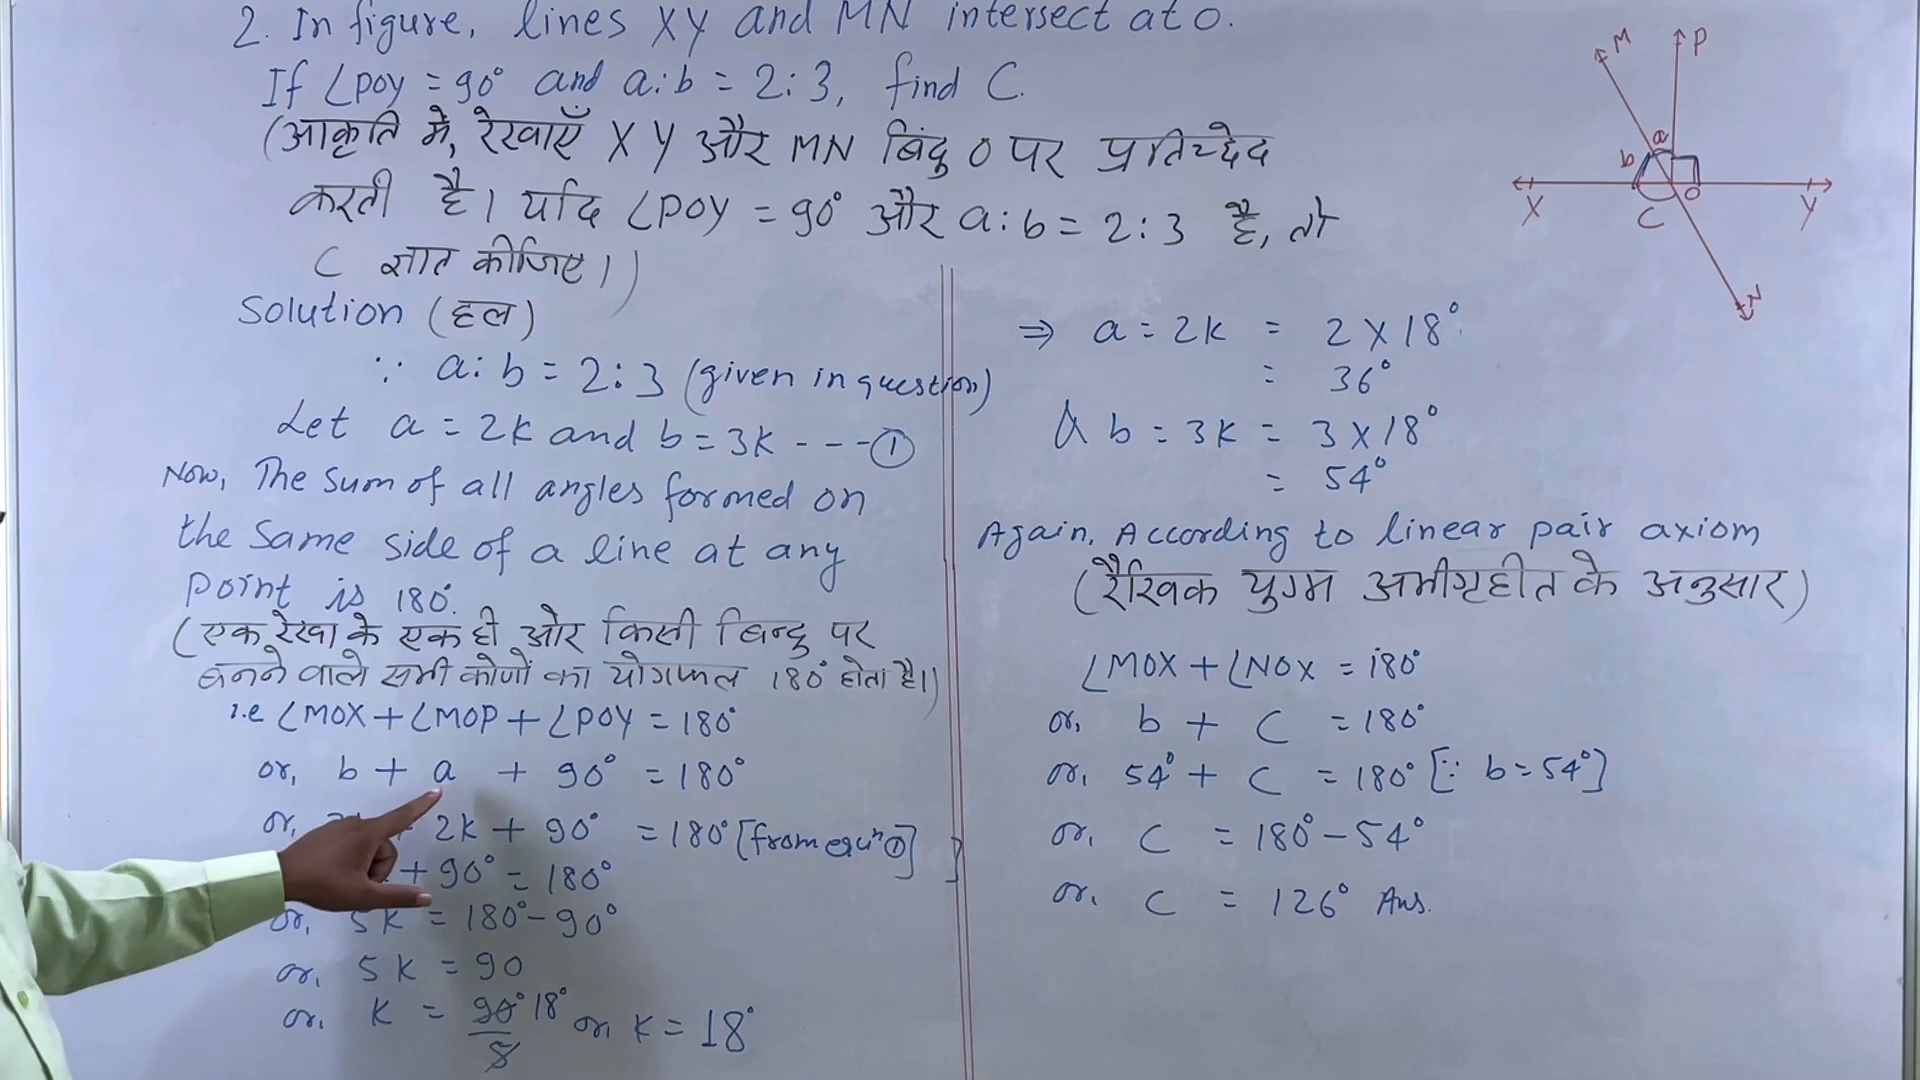 2. In figure, lines XY and MN intersect at O.
If ∠POY = 90° and a:b = 2:3, find C.
(आकृति में, रेखाएँ XY और MN बिंदु O पर प्रतिच्छेद
करती है। यदि ∠POY = 90° और a:b = 2:3 है, तो
C ज्ञात कीजिए।)
Solution (हल)
∵ a:b = 2:3 (given in question)
Let a = 2k and b = 3k ---- ①
Now, The Sum of all angles formed on
the same side of a line at any
point is 180°.
(एक रेखा के एक ही ओर किसी बिन्दु पर
बनने वाले सभी कोणों का योगफल 180° होता है।)
i.e ∠MOX + ∠MOP + ∠POY = 180°
or, b + a + 90° = 180°
or, + 2k + 90° = 180° [from equⁿ ①]
+ 90° = 180°
or, 5k = 180° - 90°
or, 5k = 90
or, k = 90°/5 18° or k = 18°
⇒ a = 2k = 2 X 18°
= 36°
& b = 3k = 3 X 18°
= 54°
Again, According to linear pair axiom
(रैखिक युग्म अभीगृहीत के अनुसार)
∠MOX + ∠NOX = 180°
or, b + C = 180°
or, 54° + C = 180° [∵ b = 54°]
or, C = 180° - 54°
or, C = 126° Ans.
M P
a
b
X C O Y
N